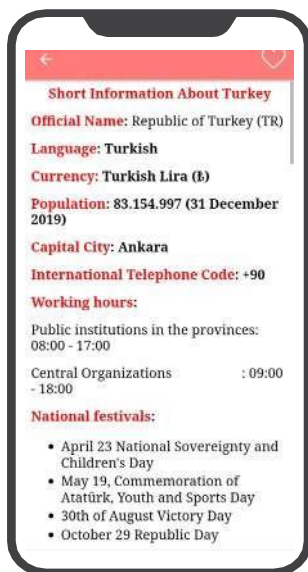 Short Information About Turkey
Official Name: Republic of Turkey (TR)
Language: Turkish
Currency: Turkish Lira (₺)
Population: 83.154.997 (31 December
2019)
Capital City: Ankara
International Telephone Code: +90
Working hours:
Public institutions in the provinces:
08:00 - 17:00
Central Organizations : 09:00
- 18:00
National festivals:
• April 23 National Sovereignty and
Children's Day
• May 19, Commemoration of
Atatürk, Youth and Sports Day
• 30th of August Victory Day
• October 29 Republic Day